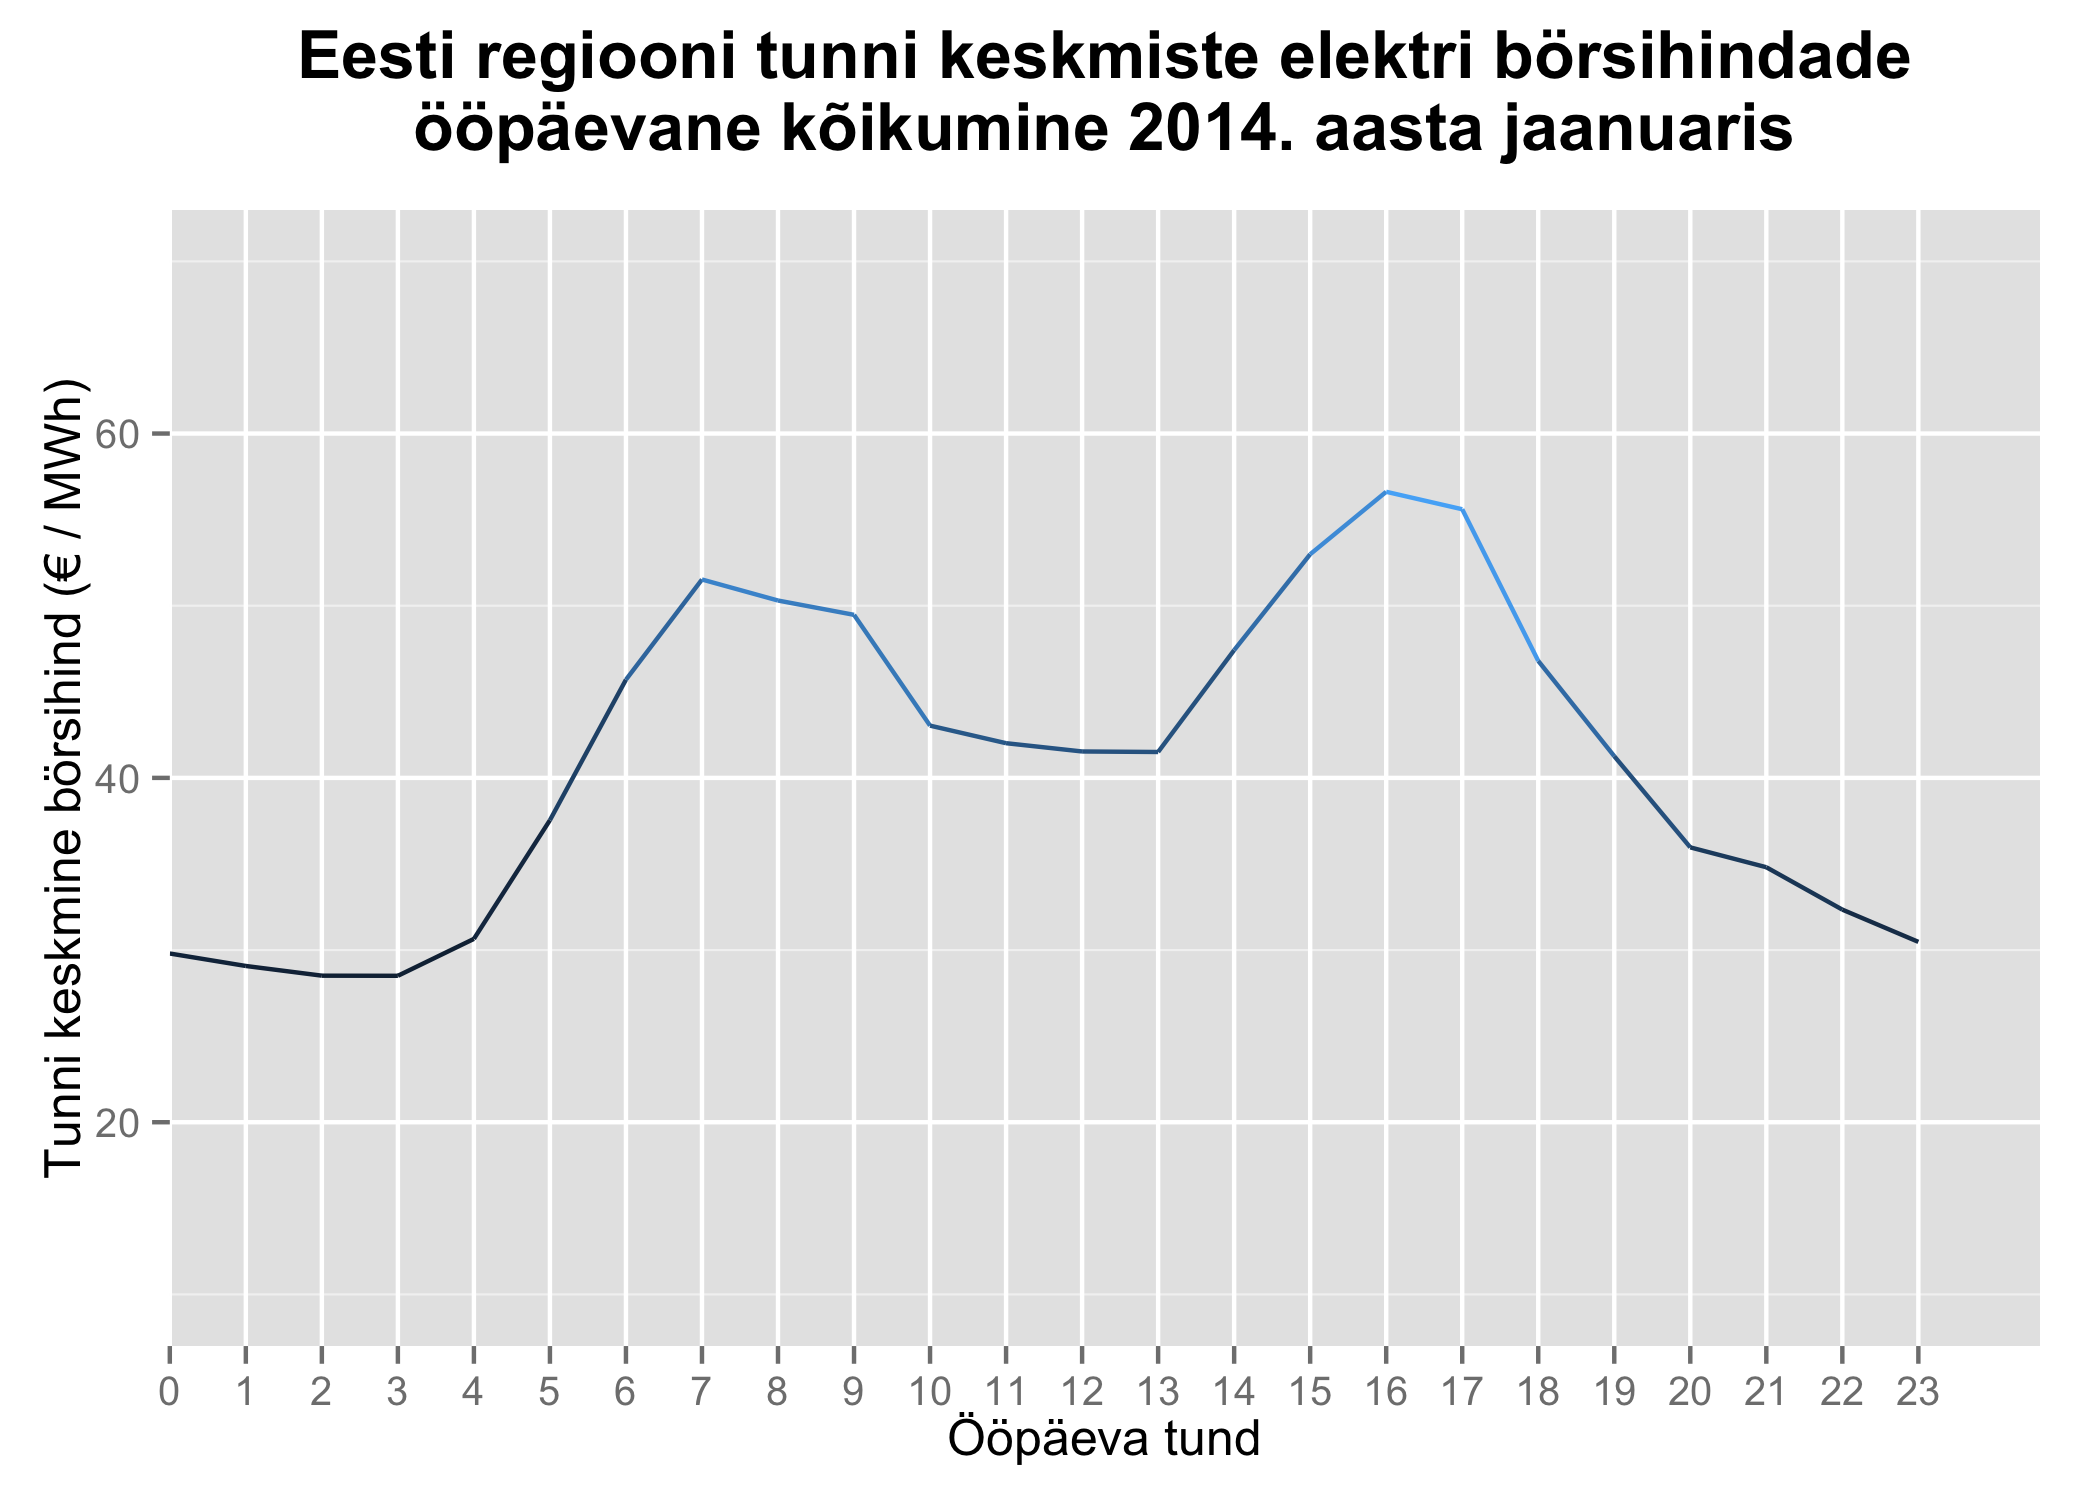 Eesti regiooni tunni keskmiste elektri börsihindade
ööpäevane kõikumine 2014. aasta jaanuaris
Tunni keskmine börsihind (€ / MWh)
60
40
20
0 1 2 3 4 5 6 7 8 9 10 11 12 13 14 15 16 17 18 19 20 21 22 23
Ööpäeva tund